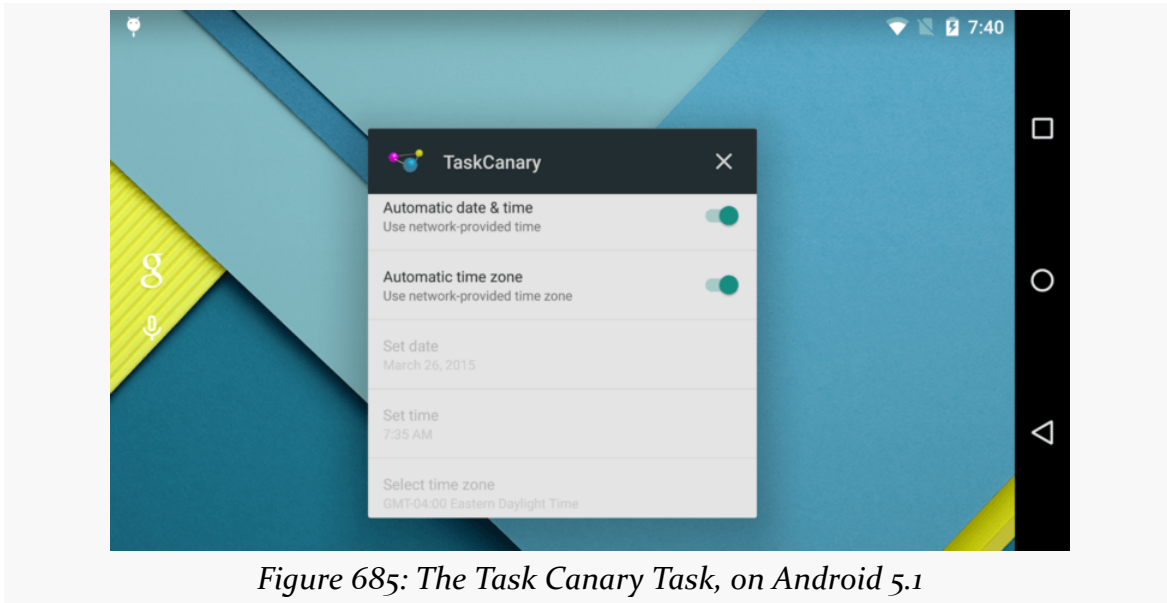 7:40
TaskCanary
Automatic date & time
Use network-provided time
Automatic time zone
Use network-provided time zone
g
Set date
March 26, 2015
Set time
7:35 AM
Select time zone
GMT-04:00 Eastern Daylight Time
Figure 685: The Task Canary Task, on Android 5.1